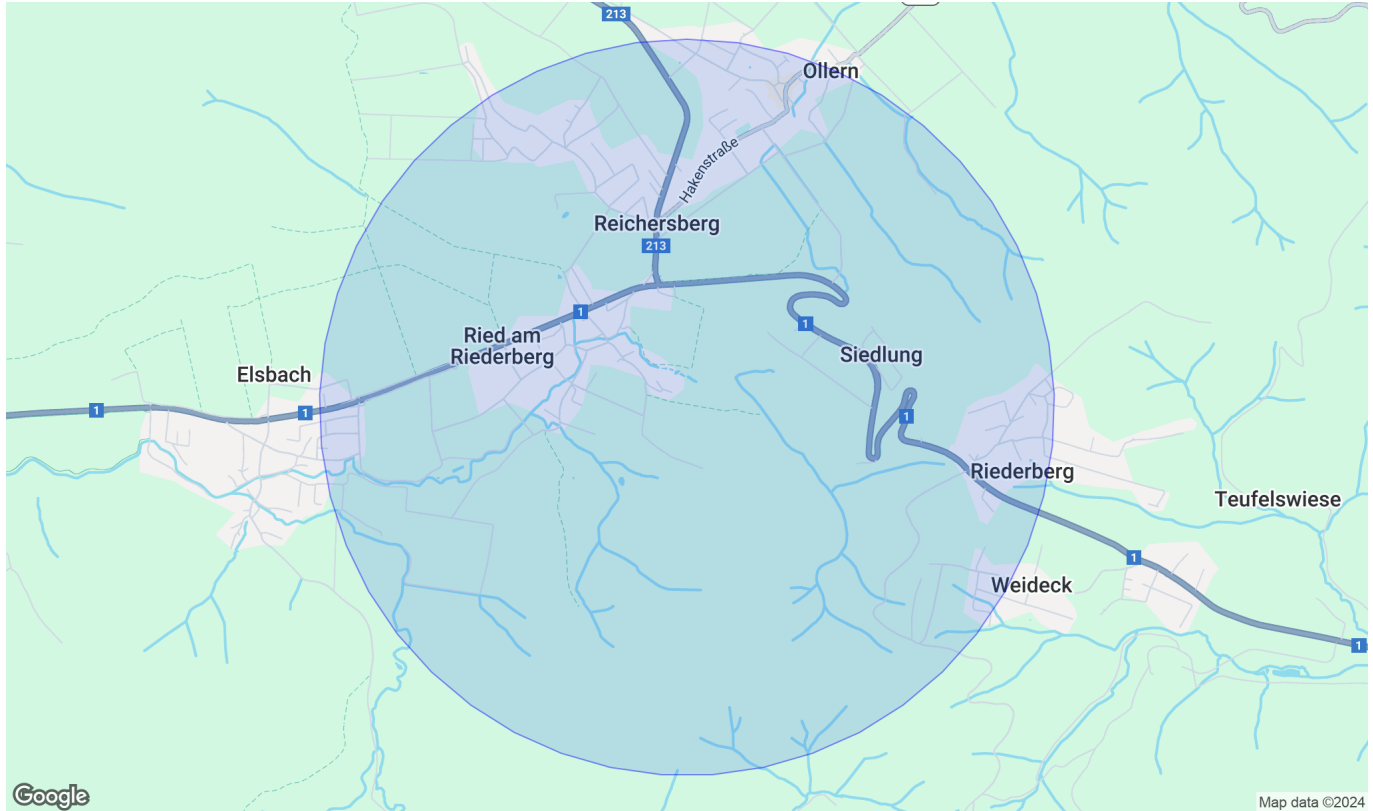 213
Ollern
Hakenstraße
Reichersberg
213
1
Ried am
Riederberg
1
Siedlung
Elsbach
1
1
1
Riederberg
Teufelswiese
1
Weideck
1
Google
Map data ©2024